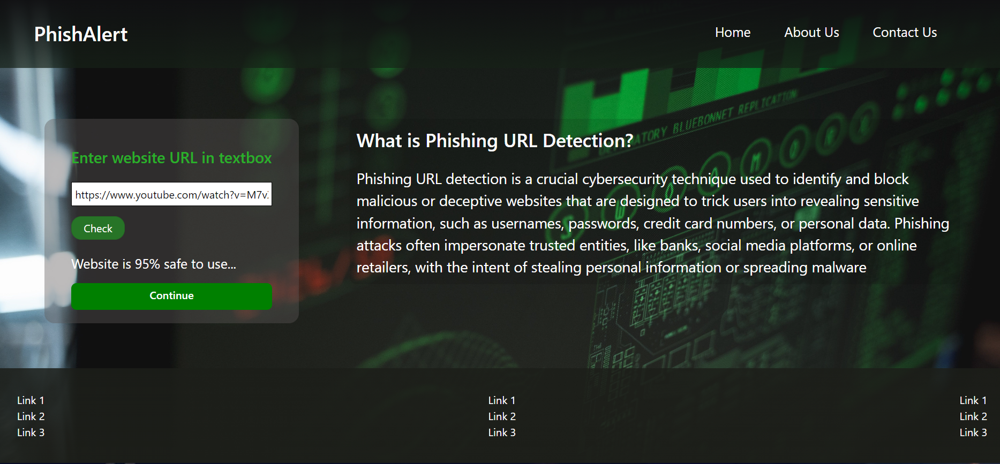 PhishAlert
Home
About Us
Contact Us
Enter website URL in textbox
https://www.youtube.com/watch?v=M7v
Check
Website is 95% safe to use...
Continue
What is Phishing URL Detection?
Phishing URL detection is a crucial cybersecurity technique used to identify and block
malicious or deceptive websites that are designed to trick users into revealing sensitive
information, such as usernames, passwords, credit card numbers, or personal data. Phishing
attacks often impersonate trusted entities, like banks, social media platforms, or online
retailers, with the intent of stealing personal information or spreading malware
BLUEBONNET REPLICATION
Link 1
Link 2
Link 3
Link 1
Link 2
Link 3
Link 1
Link 2
Link 3